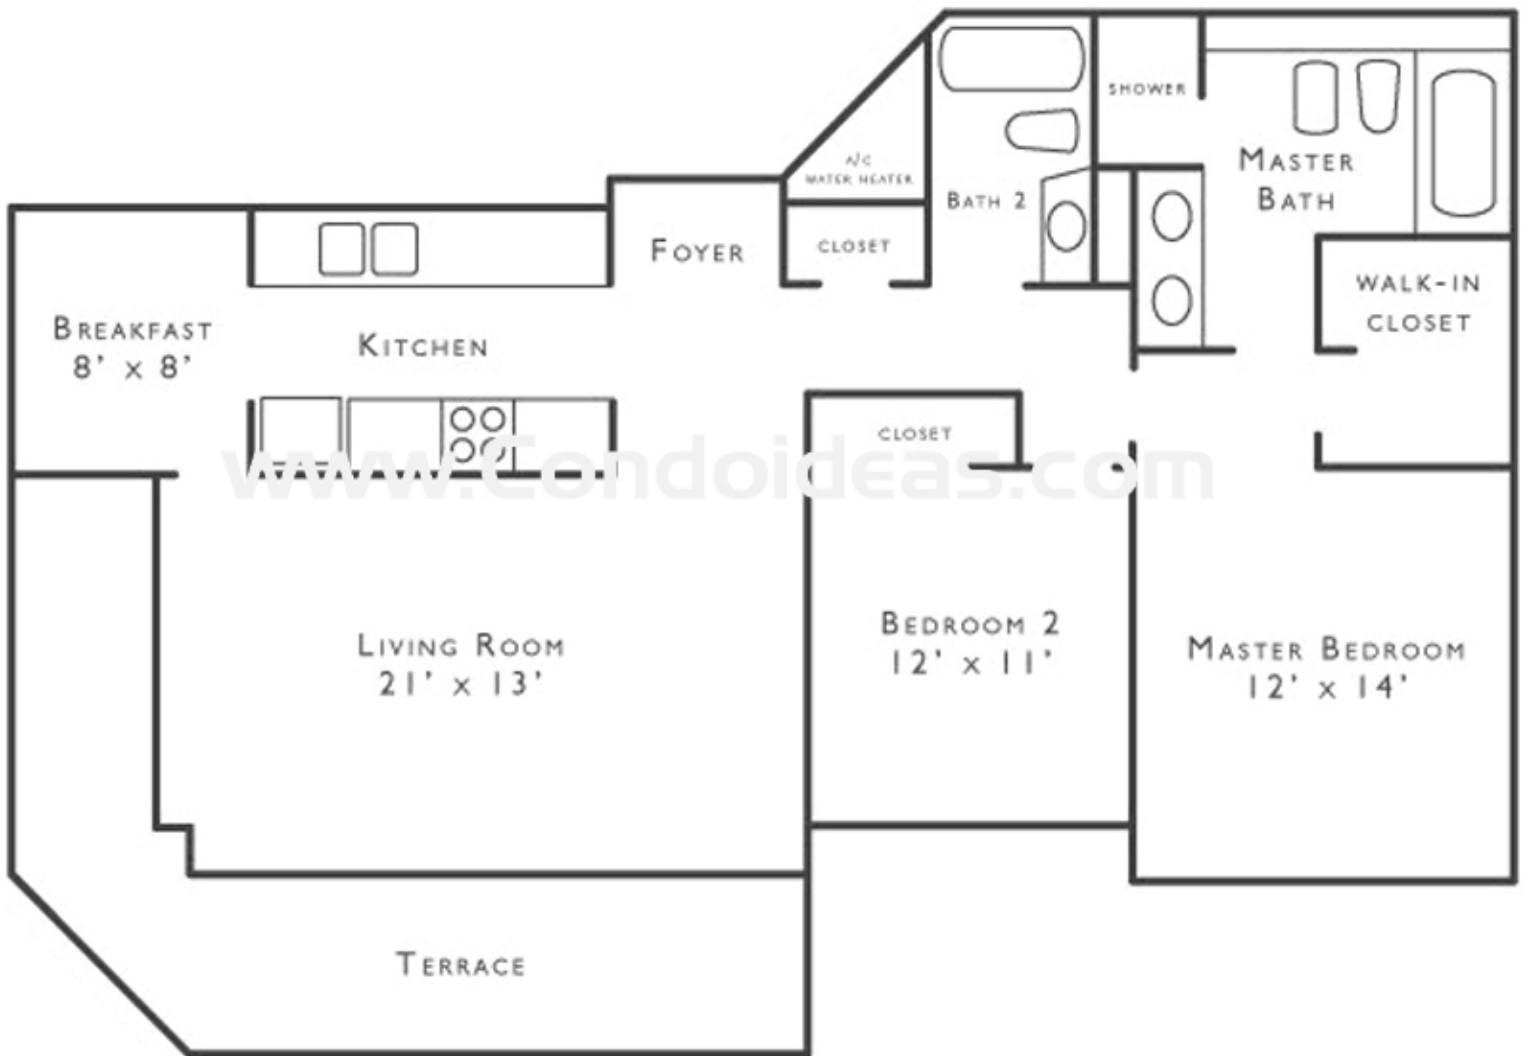 SHOWER
A/C
WATER HEATER
MASTER
BATH
BATH 2
CLOSET
FOYER
WALK-IN
CLOSET
BREAKFAST
8' x 8'
KITCHEN
CLOSET
www.Condoideas.com
BEDROOM 2
12' x 11'
LIVING ROOM
21' x 13'
MASTER BEDROOM
12' x 14'
TERRACE